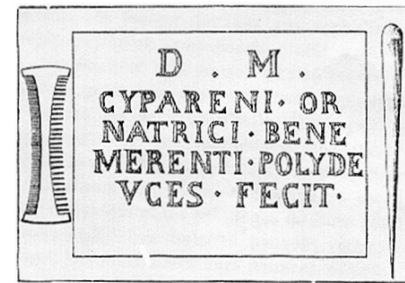 D . M .
CYPARENI · OR
NATRICI · BENE
MERENTI · POLYDE
VCES · FECIT ·